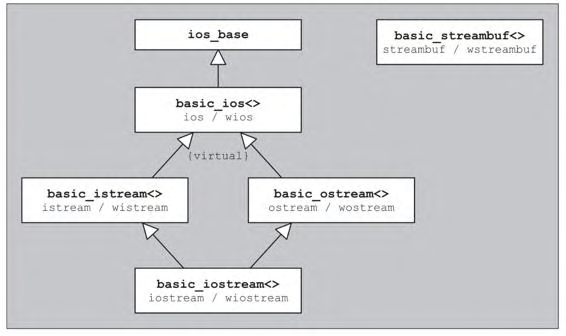 ios_base
basic_streambuf<>
streambuf / wstreambuf
basic_ios<>
ios / wios
{virtual}
basic_istream<>
istream / wistream
basic_ostream<>
ostream / wostream
basic_iostream<>
iostream / wiostream